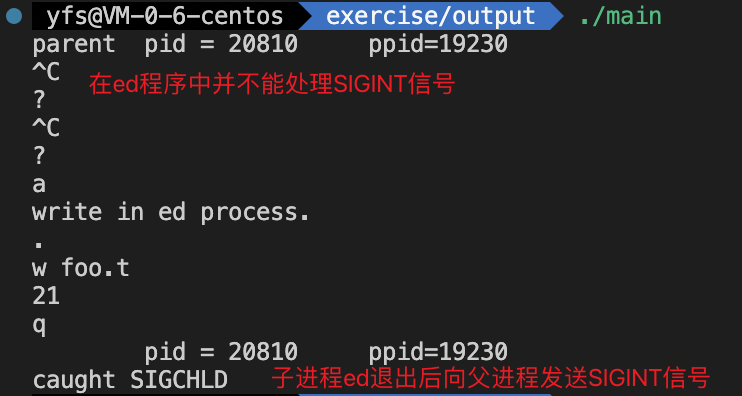 yfs@VM-0-6-centos exercise/output ./main
parent pid = 20810 ppid=19230
^C
在ed程序中并不能处理SIGINT信号
?
^C
?
a
write in ed process.
.
w foo.t
21
q
pid = 20810 ppid=19230
caught SIGCHLD 子进程ed退出后向父进程发送SIGINT信号